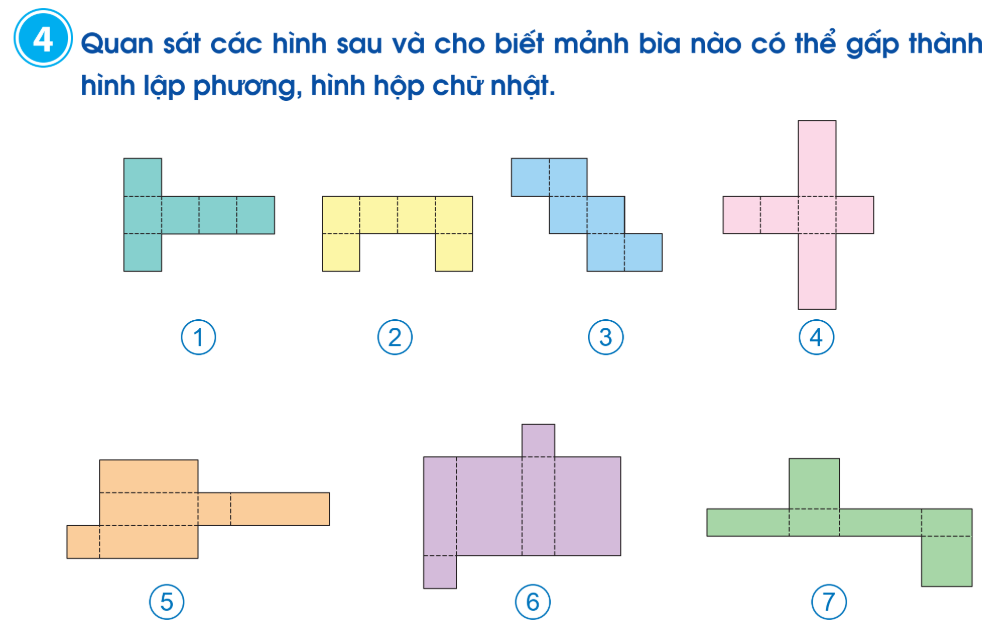 4 Quan sát các hình sau và cho biết mảnh bìa nào có thể gấp thành
hình lập phương, hình hộp chữ nhật.
1 2 3 4
5 6 7